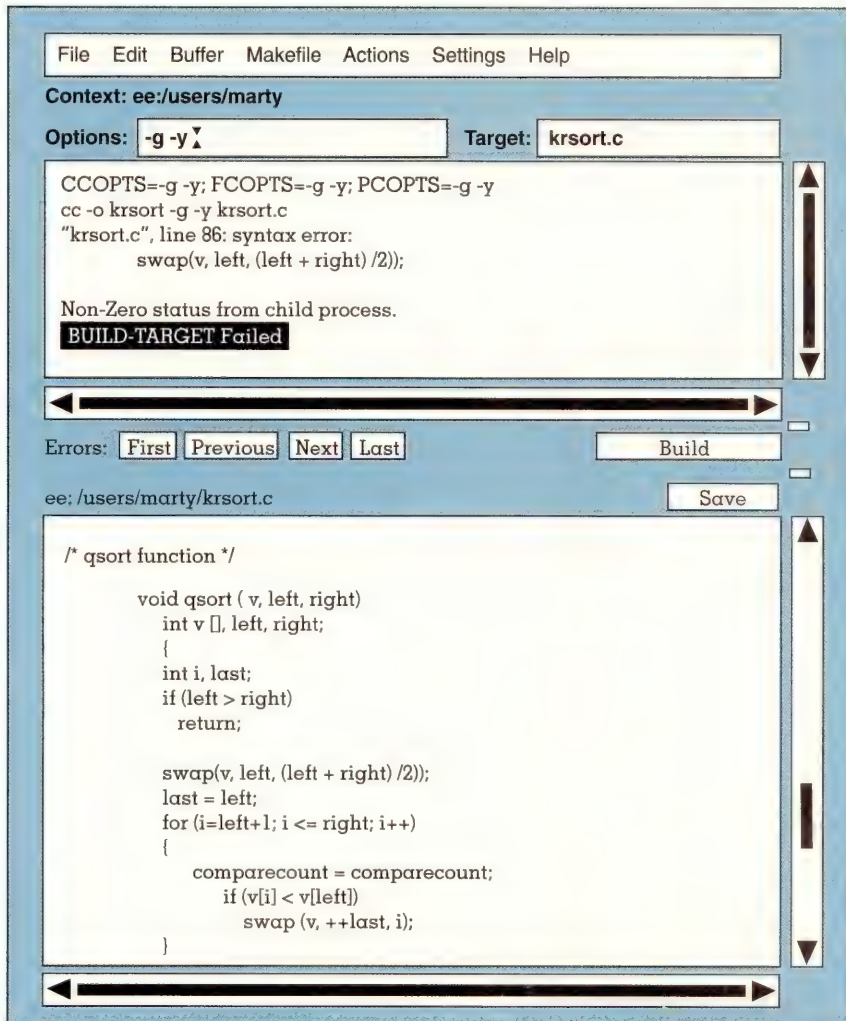 File Edit Buffer Makefile Actions Settings Help
Context: ee:/users/marty
Options: -g -y Target: krsort.c
CCOPTS=-g -y; FCOPTS=-g -y; PCOPTS=-g -y
cc -o krsort -g -y krsort.c
"krsort.c", line 86: syntax error:
swap(v, left, (left + right) /2));
Non-Zero status from child process.
BUILD-TARGET Failed
Errors: First Previous Next Last Build
ee; /users/marty/krsort.c Save
/* qsort function */
void qsort ( v, left, right)
int v [], left, right;
{
int i, last;
if (left > right)
return;
swap(v, left, (left + right) /2));
last = left;
for (i=left+1; i <= right; i++)
{
comparecount = comparecount;
if (v[i] < v[left])
swap (v, ++last, i);
}